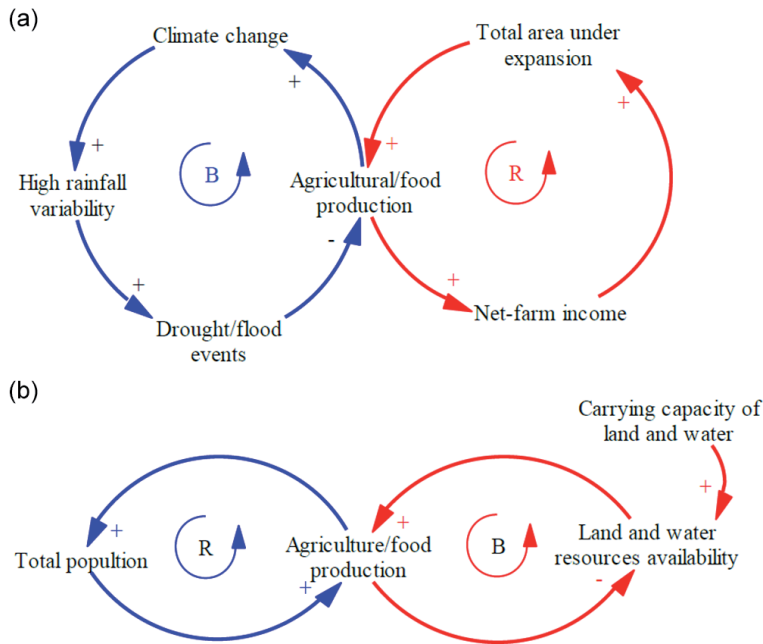 (a)
Climate change
Total area under
expansion
+
+
+
+
B
R
High rainfall
variability
Agricultural/food
production
+
-
+
Drought/flood
events
Net-farm income
(b)
Carrying capacity of
land and water
+
+
+
R
B
Total popultion
Agriculture/food
production
Land and water
resources availability
+
-